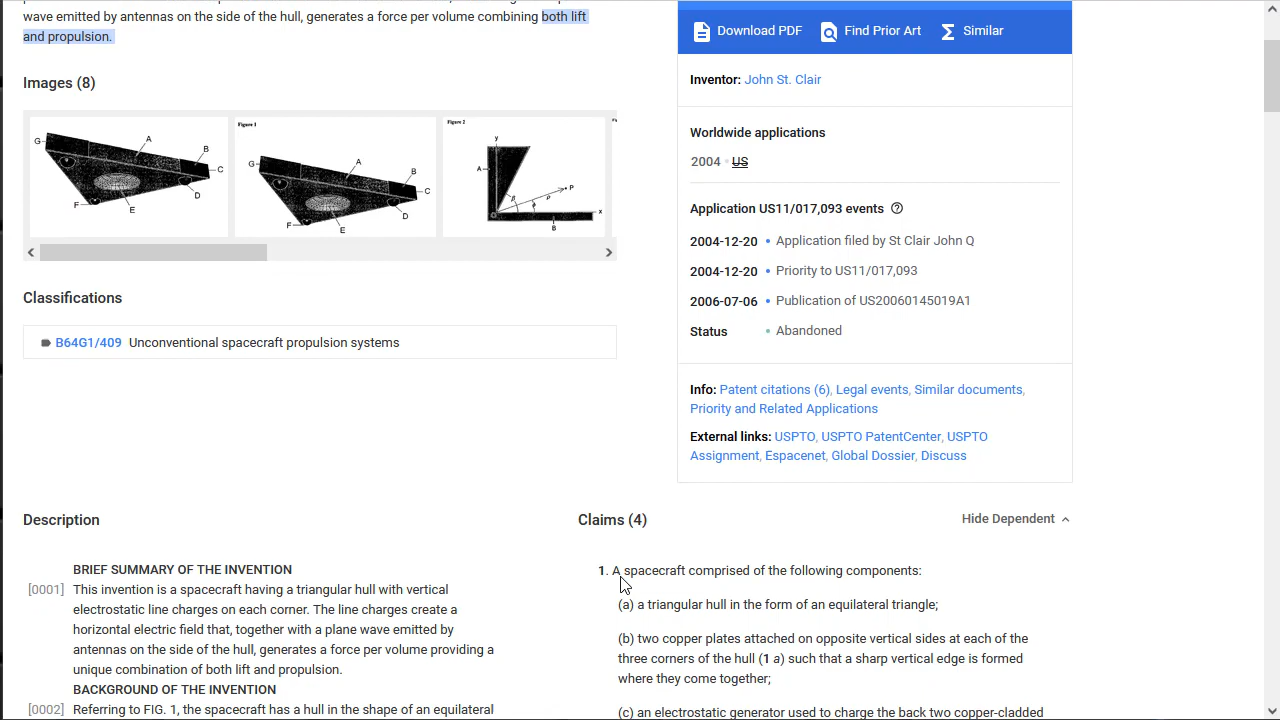 wave emitted by antennas on the side of the hull, generates a force per volume combining both lift
and propulsion.
Images (8)
G
A
B
C
D
E
F
Figure 1
G
A
B
C
D
E
F
Figure 2
y
A
P
β
ϕ
ρ
x
B
Classifications
B64G1/409 Unconventional spacecraft propulsion systems
Download PDF Find Prior Art Similar
Inventor: John St. Clair
Worldwide applications
2004 US
Application US11/017,093 events
2004-12-20 Application filed by St Clair John Q
2004-12-20 Priority to US11/017,093
2006-07-06 Publication of US20060145019A1
Status Abandoned
Info: Patent citations (6), Legal events, Similar documents,
Priority and Related Applications
External links: USPTO, USPTO PatentCenter, USPTO
Assignment, Espacenet, Global Dossier, Discuss
Description
BRIEF SUMMARY OF THE INVENTION
[0001] This invention is a spacecraft having a triangular hull with vertical
electrostatic line charges on each corner. The line charges create a
horizontal electric field that, together with a plane wave emitted by
antennas on the side of the hull, generates a force per volume providing a
unique combination of both lift and propulsion.
BACKGROUND OF THE INVENTION
[0002] Referring to FIG. 1, the spacecraft has a hull in the shape of an equilateral
Claims (4)
Hide Dependent
1. A spacecraft comprised of the following components:
(a) a triangular hull in the form of an equilateral triangle;
(b) two copper plates attached on opposite vertical sides at each of the
three corners of the hull (1 a) such that a sharp vertical edge is formed
where they come together;
(c) an electrostatic generator used to charge the back two copper-cladded